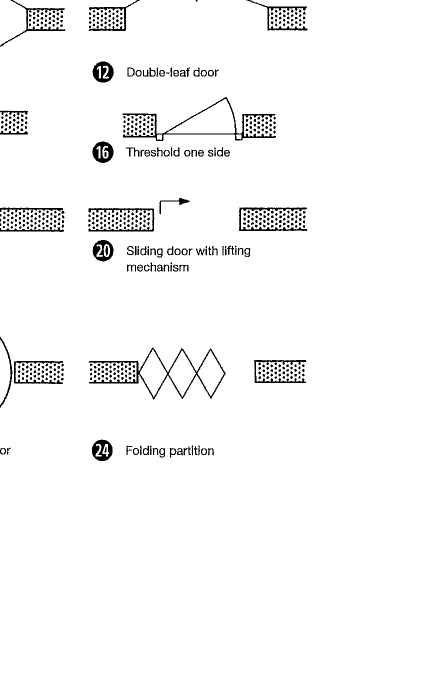 12 Double-leaf door
16 Threshold one side
20 Sliding door with lifting
mechanism
or
24 Folding partition